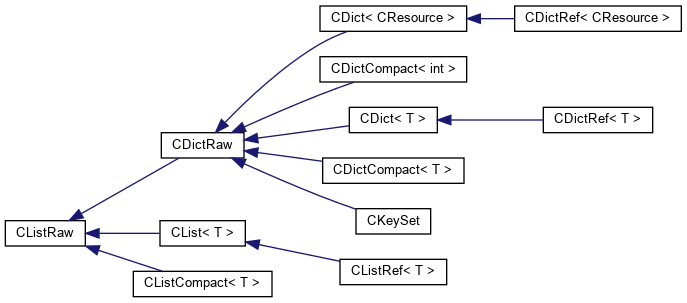 CDict< CResource >
CDictRef< CResource >
CDictCompact< int >
CDict< T >
CDictRef< T >
CDictRaw
CDictCompact< T >
CKeySet
CListRaw
CList< T >
CListRef< T >
CListCompact< T >